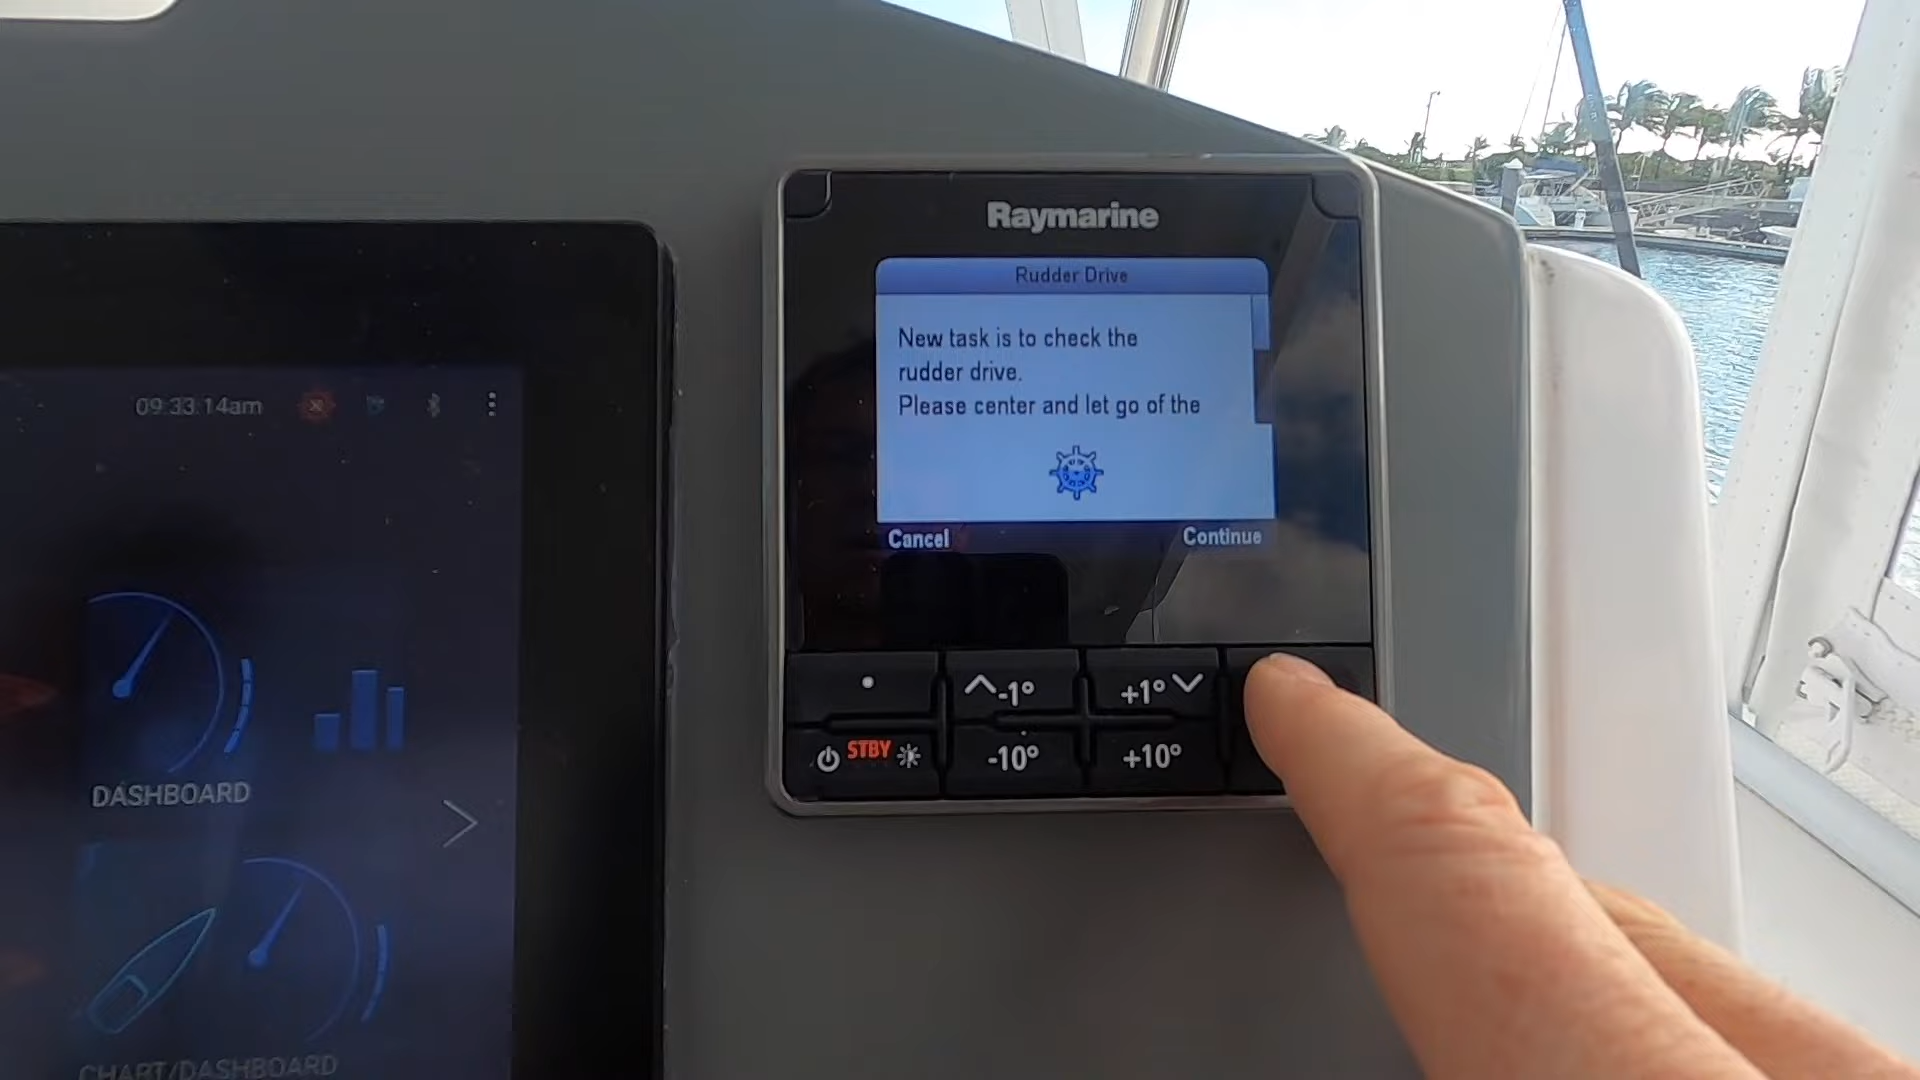 Raymarine
Rudder Drive
New task is to check the
rudder drive.
Please center and let go of the
Cancel
Continue
-1°
+1°
STBY
-10°
+10°
09:33:14am
DASHBOARD
CHART/DASHBOARD